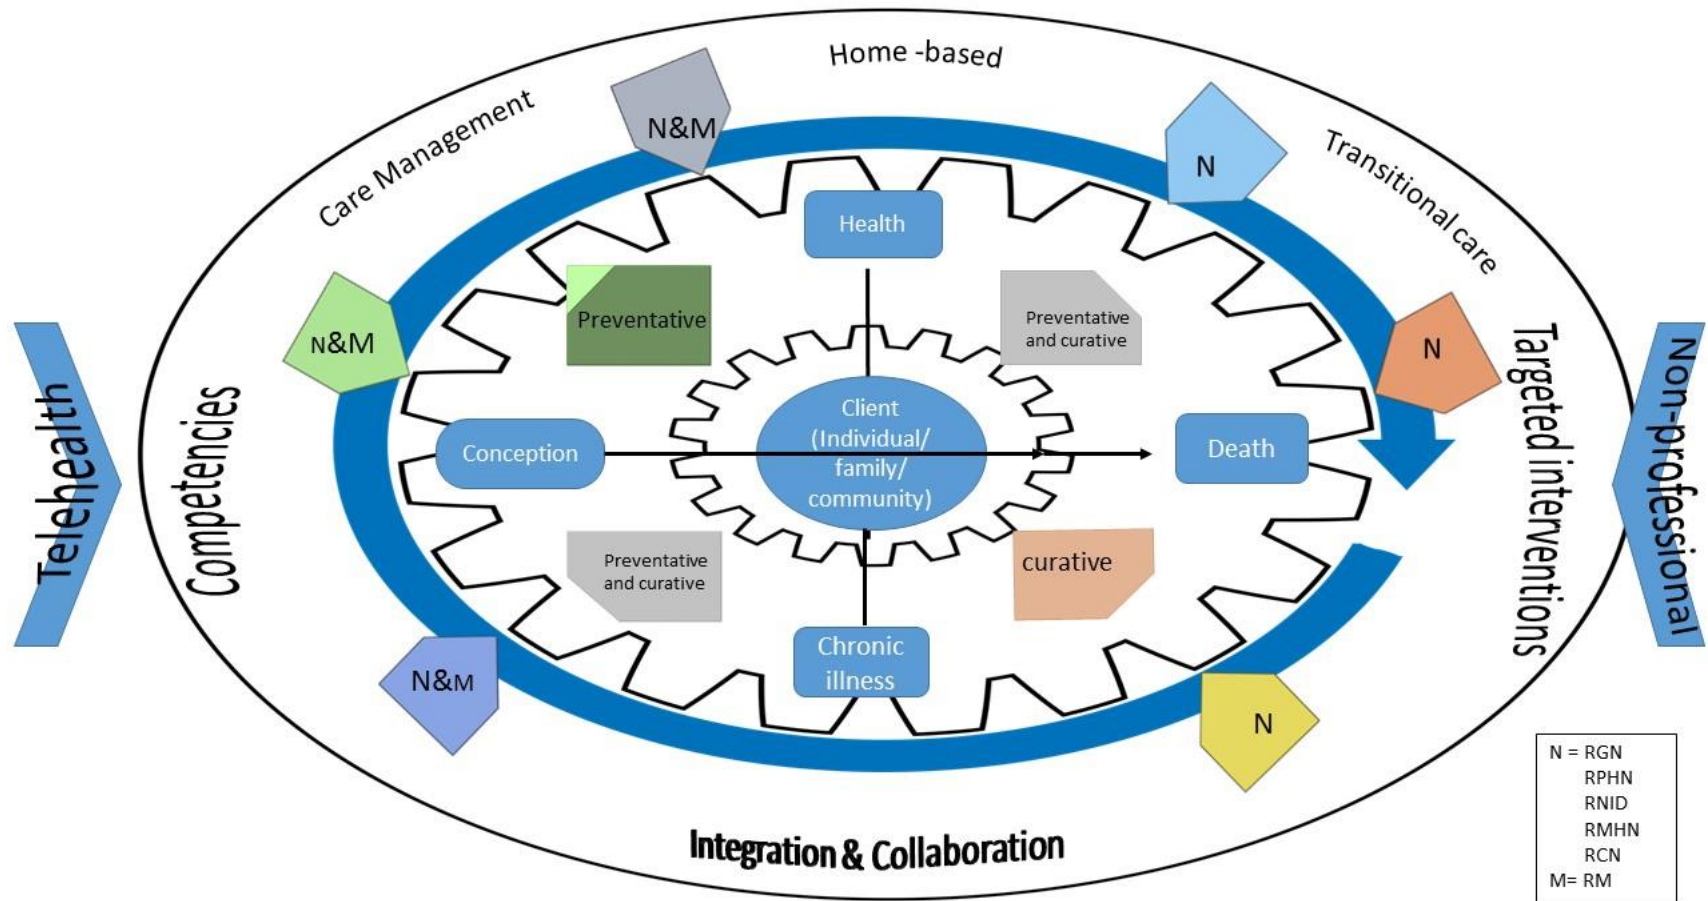 Home -based
Care Management
Transitional care
N&M
N
Health
N&M
Preventative
Preventative
and curative
N
Telehealth
Competencies
Conception
Client
(Individual/
family/
community)
Death
Targeted interventions
Non-professional
Preventative
and curative
curative
N&M
Chronic
illness
N
Integration & Collaboration
N = RGN
RPHN
RNID
RMHN
RCN
M= RM